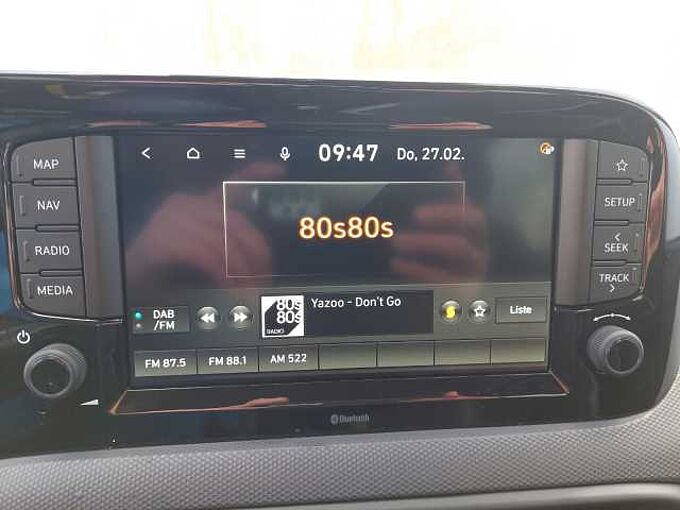 09:47 Do, 27.02.
MAP
NAV
RADIO
MEDIA
SETUP
SEEK
TRACK
80s80s
DAB
/FM
80s
80s
RADIO
Yazoo - Don't Go
Liste
FM 87.5 FM 88.1 AM 522
Bluetooth